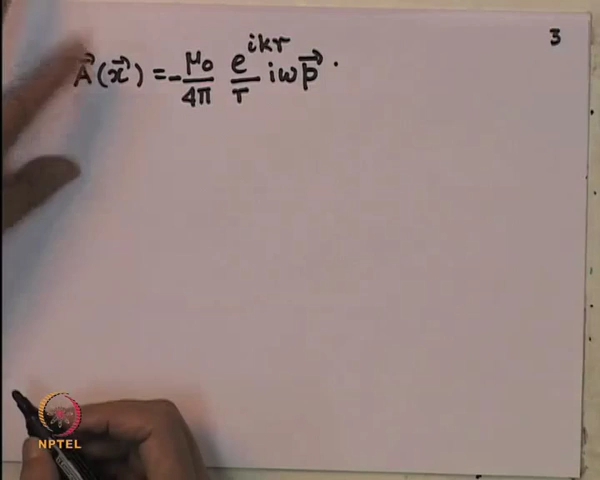 3
A⃗(x⃗) = -μ₀/4π e^{ikr}/r iωp⃗.
NPTEL